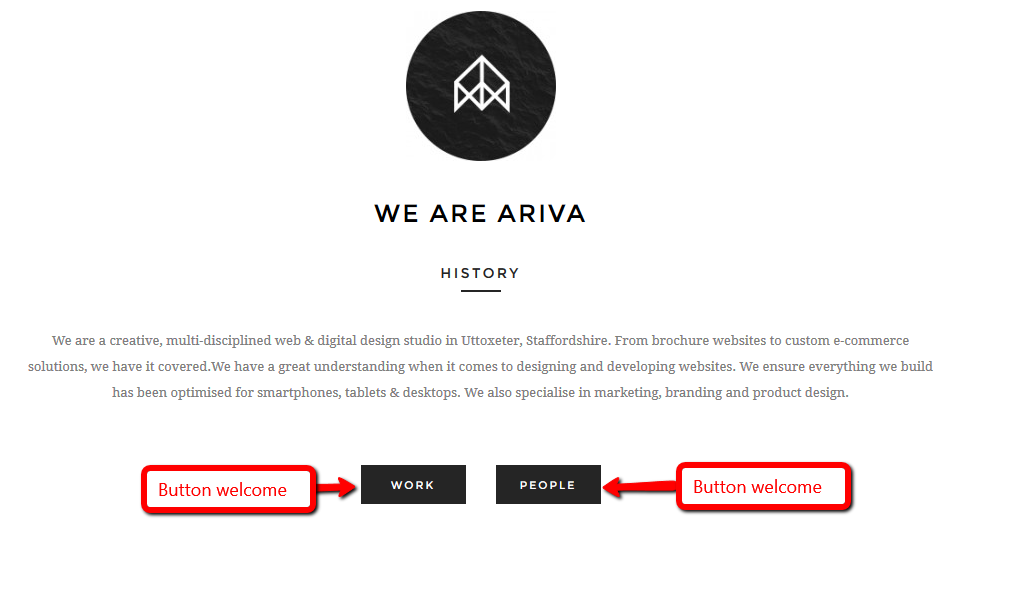 WE ARE ARIVA
HISTORY
We are a creative, multi-disciplined web & digital design studio in Uttoxeter, Staffordshire. From brochure websites to custom e-commerce
solutions, we have it covered.We have a great understanding when it comes to designing and developing websites. We ensure everything we build
has been optimised for smartphones, tablets & desktops. We also specialise in marketing, branding and product design.
Button welcome
WORK
PEOPLE
Button welcome